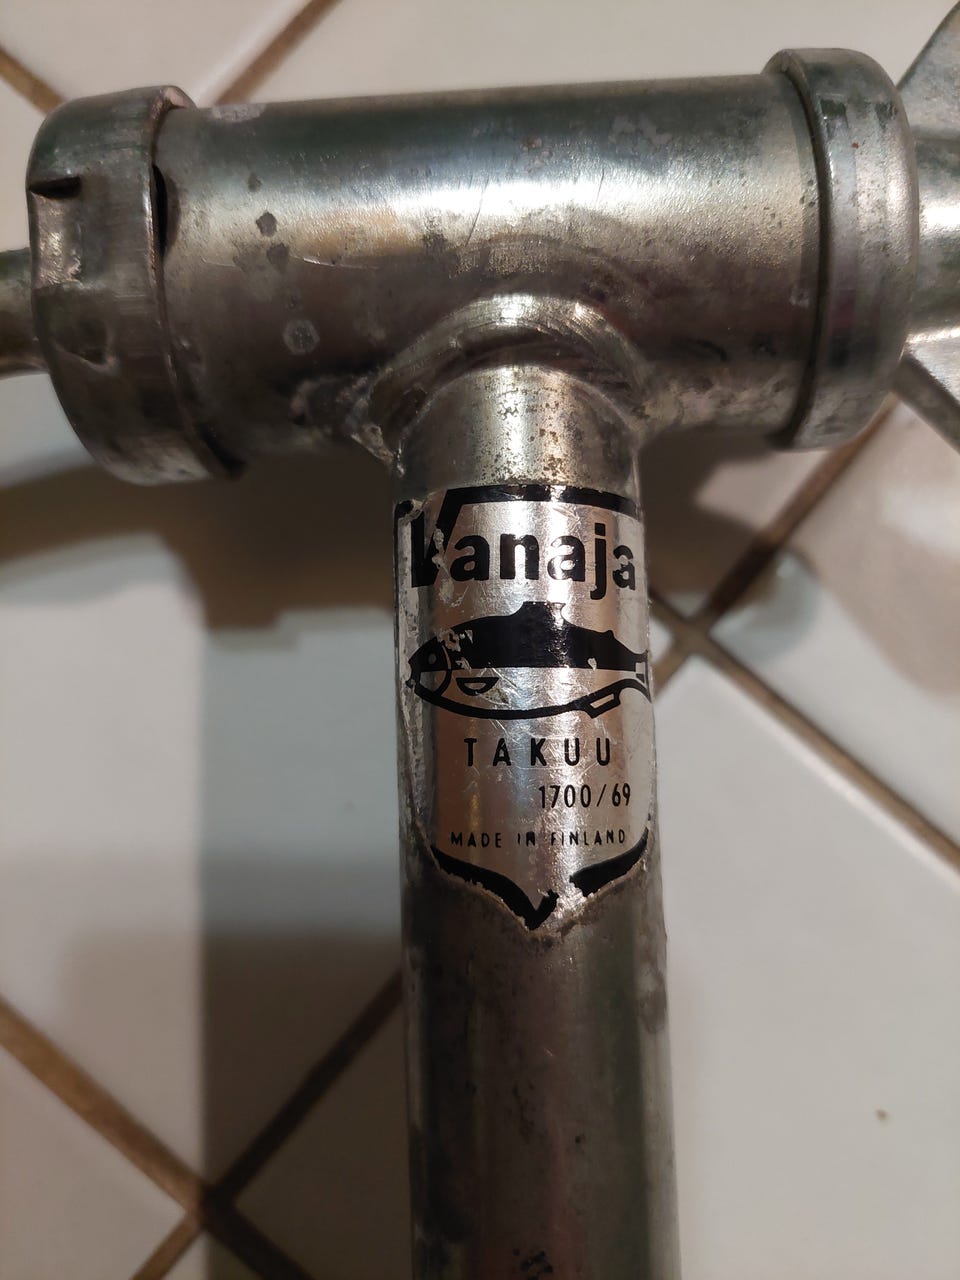 Vanaja
TAKUU
1700/69
MADE IN FINLAND